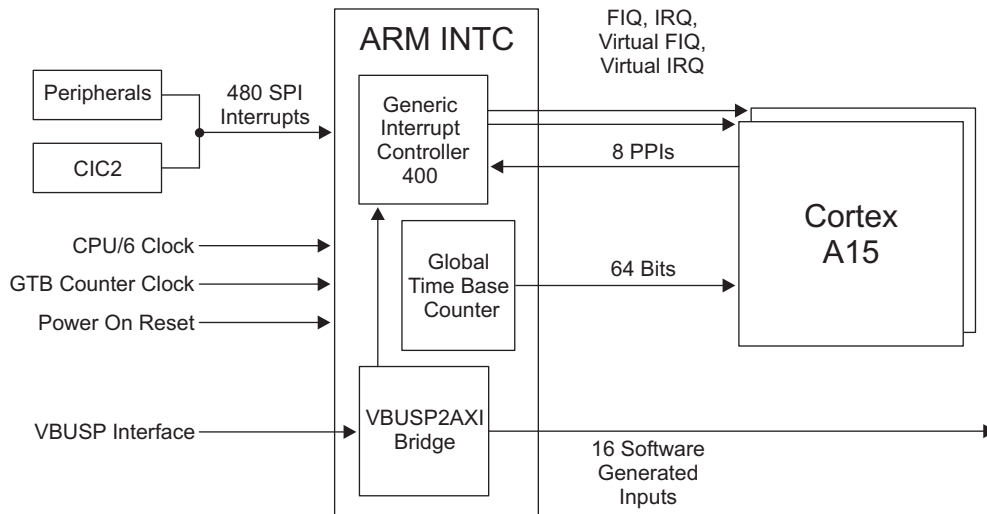 ARM INTC
FIQ, IRQ,
Virtual FIQ,
Virtual IRQ
Peripherals
CIC2
480 SPI
Interrupts
Generic
Interrupt
Controller
400
8 PPIs
Cortex
A15
CPU/6 Clock
GTB Counter Clock
Power On Reset
Global
Time Base
Counter
64 Bits
VBUSP Interface
VBUSP2AXI
Bridge
16 Software
Generated
Inputs